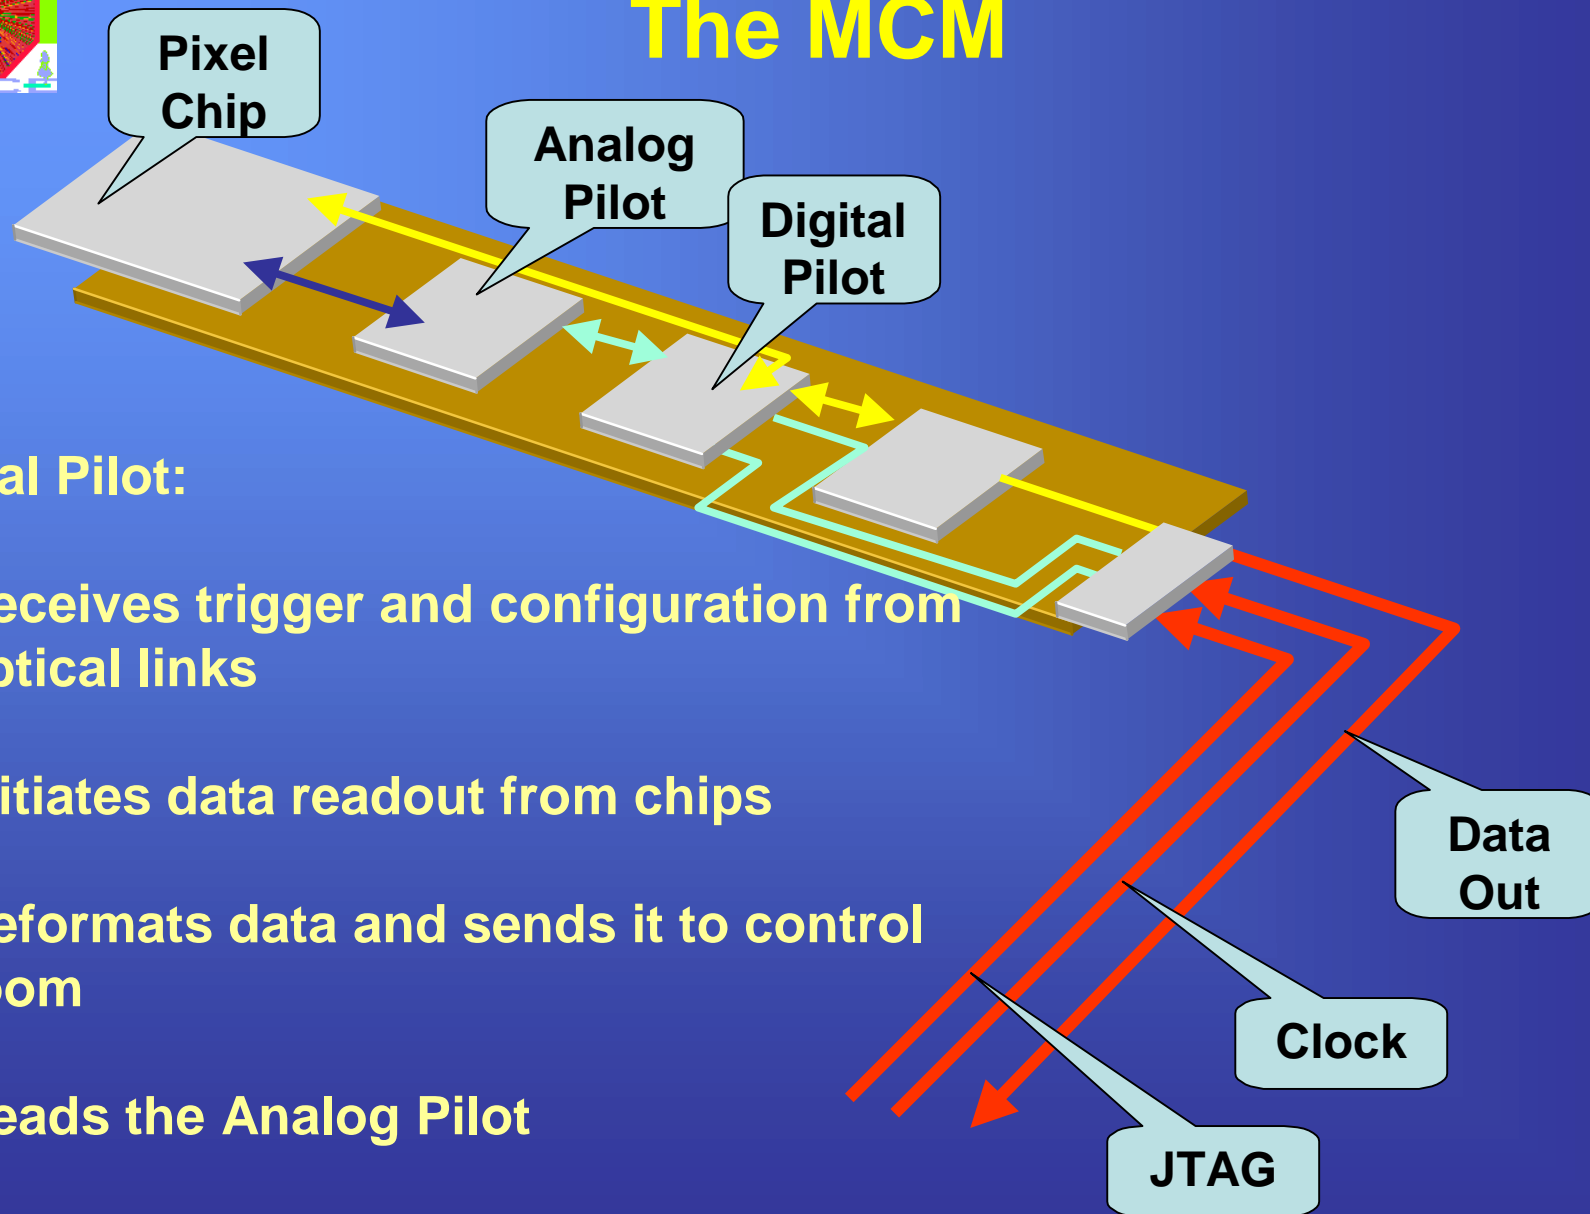 The MCM
Pixel
Chip
Analog
Pilot
Digital
Pilot
al Pilot:
eceives trigger and configuration from
ptical links
itiates data readout from chips
eformats data and sends it to control
oom
eads the Analog Pilot
Data
Out
Clock
JTAG